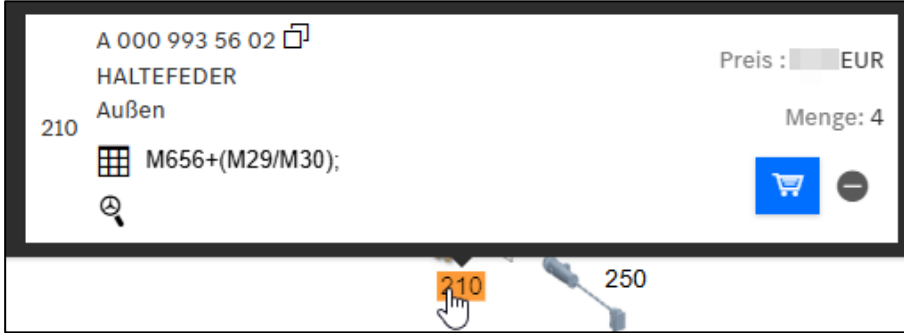 A 000 993 56 02
HALTEFEDER
Außen
210
M656+(M29/M30);
Preis : EUR
Menge: 4
210
250